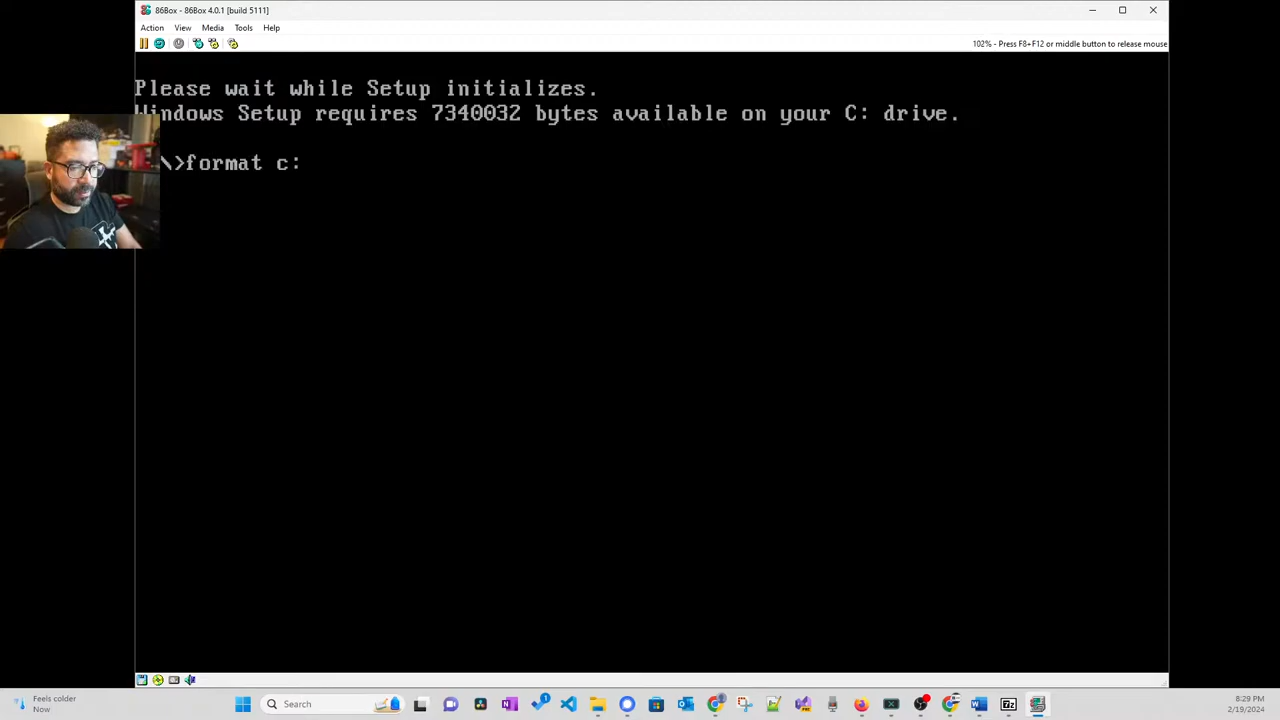 86Box - 86Box 4.0.1 [build 5111]
Action View Media Tools Help
102% - Press F8+F12 or middle button to release mouse
Please wait while Setup initializes.
Windows Setup requires 7340032 bytes available on your C: drive.
\>format c:
Feels colder
Now
Search
1
7z
8:29 PM
2/19/2024